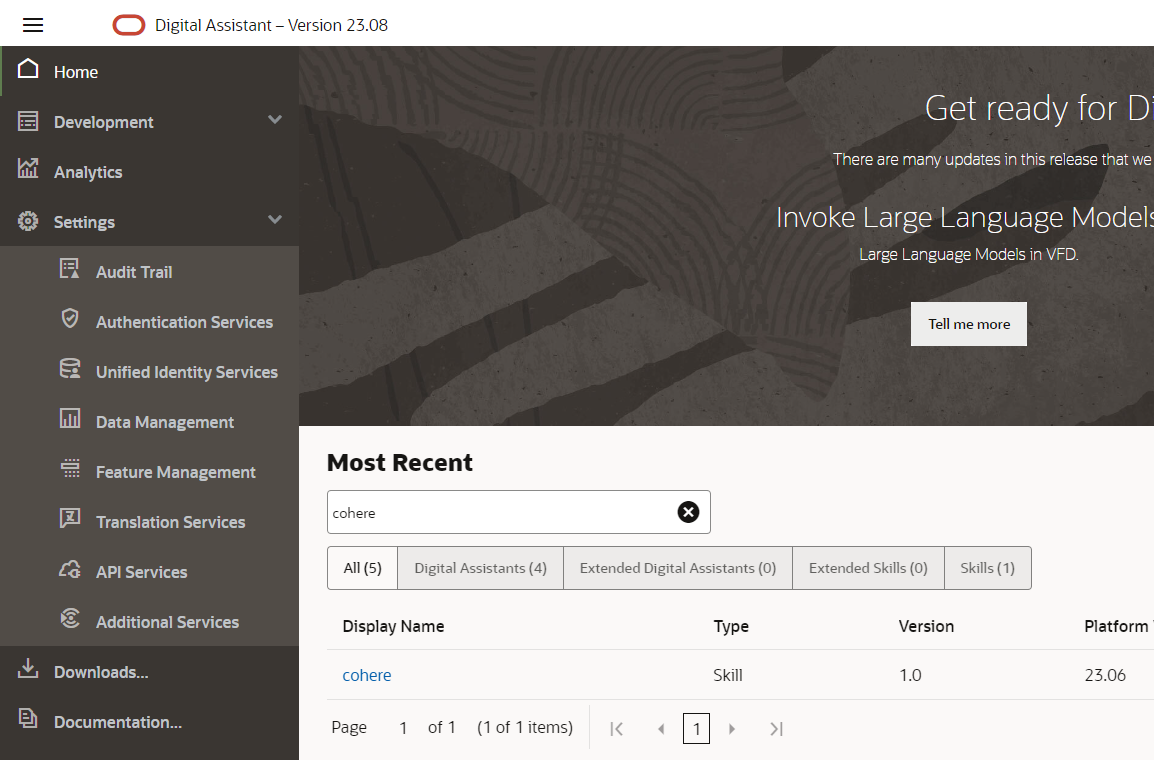 Digital Assistant – Version 23.08
Home
Development
Analytics
Settings
Audit Trail
Authentication Services
Unified Identity Services
Data Management
Feature Management
Translation Services
API Services
Additional Services
Downloads...
Documentation...
Get ready for Di
There are many updates in this release that we
Invoke Large Language Models
Large Language Models in VFD.
Tell me more
Most Recent
cohere
All (5) Digital Assistants (4) Extended Digital Assistants (0) Extended Skills (0) Skills (1)
Display Name Type Version Platform
cohere Skill 1.0 23.06
Page 1 of 1 (1 of 1 items) 1